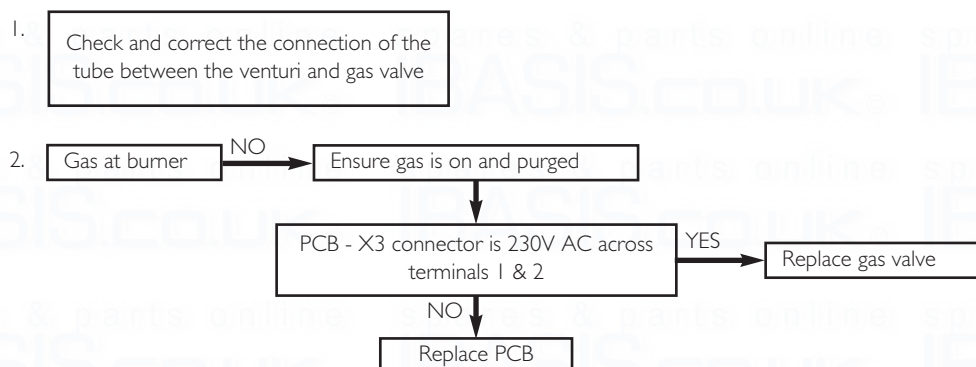 1.
Check and correct the connection of the
tube between the venturi and gas valve
2.
Gas at burner
NO
Ensure gas is on and purged
PCB - X3 connector is 230V AC across
terminals 1 & 2
YES
Replace gas valve
NO
Replace PCB